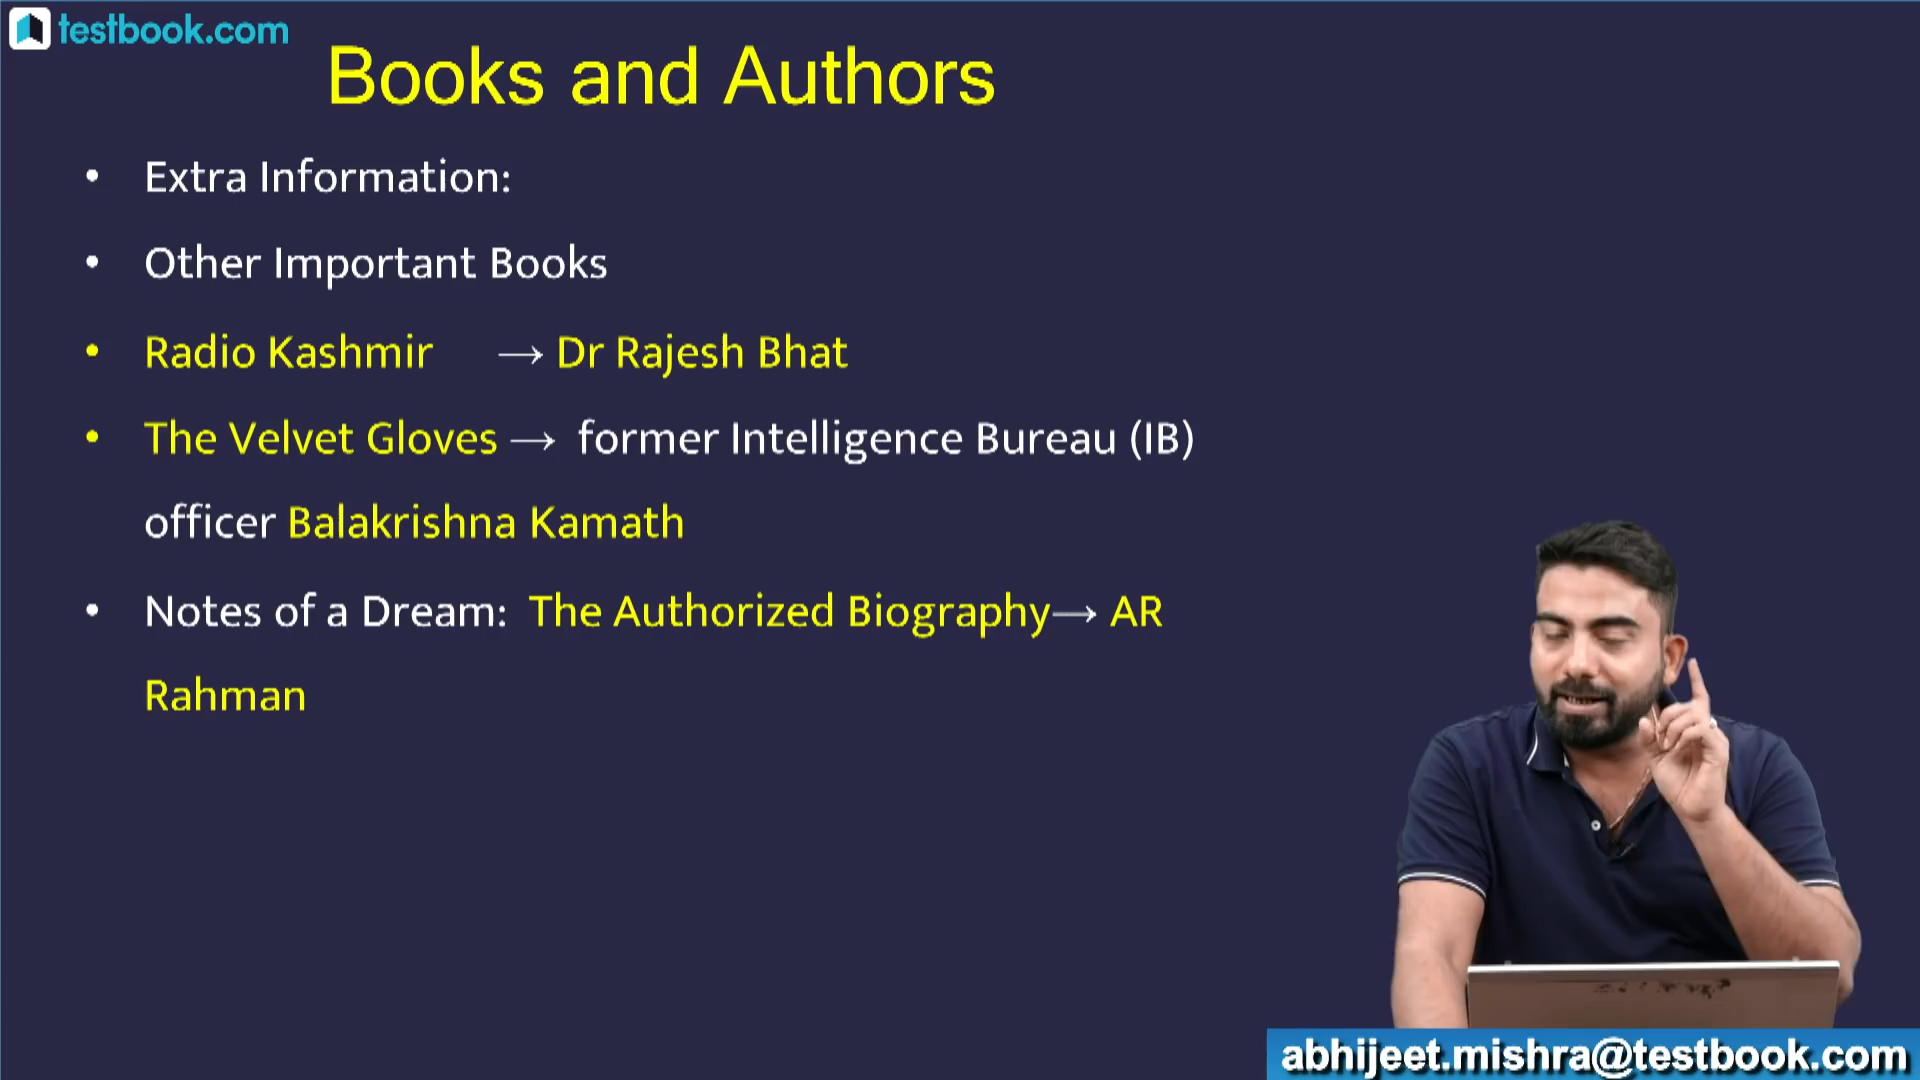 testbook.com
Books and Authors
• Extra Information:
• Other Important Books
• Radio Kashmir → Dr Rajesh Bhat
• The Velvet Gloves → former Intelligence Bureau (IB)
officer Balakrishna Kamath
• Notes of a Dream: The Authorized Biography→ AR
Rahman
abhijeet.mishra@testbook.com